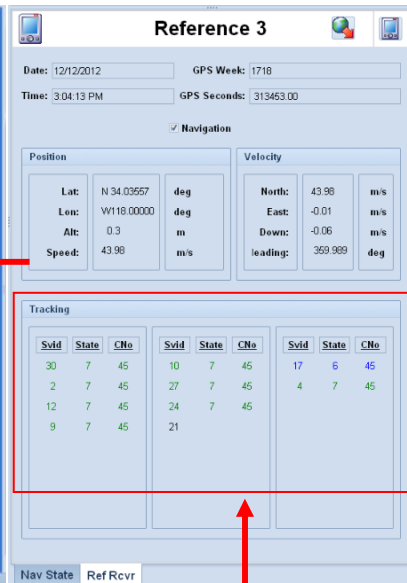 Reference 3
Date: 12/12/2012 GPS Week: 1718
Time: 3:04:13 PM GPS Seconds: 313453.00
Navigation
Position Velocity
Lat: N 34.03557 deg North: 43.98 m/s
Lon: W118.00000 deg East: -0.01 m/s
Alt: 0.3 m Down: -0.06 m/s
Speed: 43.98 m/s leading: 359.989 deg
Tracking
Svid State CNo Svid State CNo Svid State CNo
30 7 45 10 7 45 17 6 45
2 7 45 27 7 45 4 7 45
12 7 45 24 7 45
9 7 45 21
Nav State Ref Rcvr